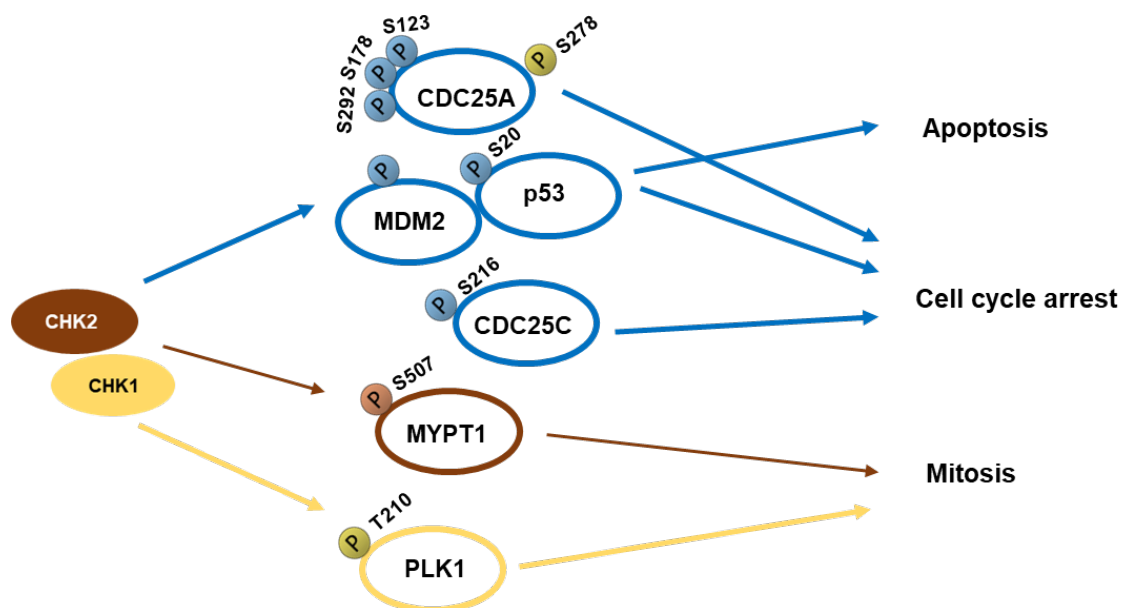 S123
S178
S292
P
P
P
P
S278
CDC25A
Apoptosis
P
P
S20
MDM2
p53
P
S216
CDC25C
Cell cycle arrest
CHK2
CHK1
P
S507
MYPT1
Mitosis
P
T210
PLK1